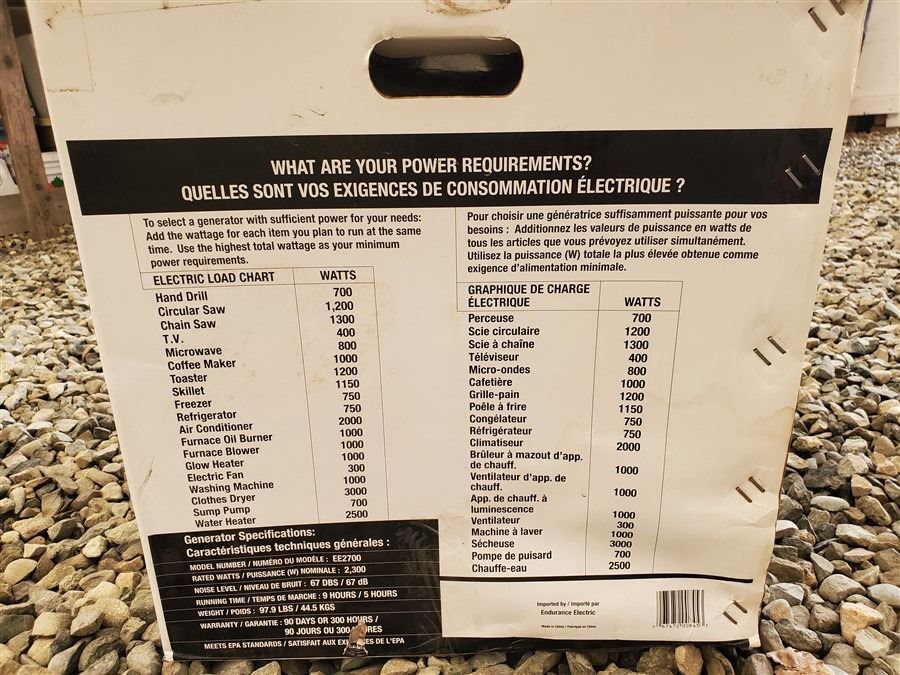 WHAT ARE YOUR POWER REQUIREMENTS?
QUELLES SONT VOS EXIGENCES DE CONSOMMATION ÉLECTRIQUE ?
To select a generator with sufficient power for your needs:
Add the wattage for each item you plan to run at the same
time. Use the highest total wattage as your minimum
power requirements.
ELECTRIC LOAD CHART WATTS
Hand Drill 700
Circular Saw 1,200
Chain Saw 1300
T.V. 400
Microwave 800
Coffee Maker 1000
Toaster 1200
Skillet 1150
Freezer 750
Refrigerator 750
Air Conditioner 2000
Furnace Oil Burner 1000
Furnace Blower 1000
Glow Heater 1000
Electric Fan 300
Washing Machine 1000
Clothes Dryer 3000
Sump Pump 700
Water Heater 2500
Pour choisir une génératrice suffisamment puissante pour vos
besoins : Additionnez les valeurs de puissance en watts de
tous les articles que vous prévoyez utiliser simultanément.
Utilisez la puissance (W) totale la plus élevée obtenue comme
exigence d'alimentation minimale.
GRAPHIQUE DE CHARGE
ÉLECTRIQUE WATTS
Perceuse 700
Scie circulaire 1200
Scie à chaîne 1300
Téléviseur 400
Micro-ondes 800
Cafetière 1000
Grille-pain 1200
Poêle à frire 1150
Congélateur 750
Réfrigérateur 750
Climatiseur 2000
Brûleur à mazout d'app.
de chauff. 1000
Ventilateur d'app. de
chauff. 1000
App. de chauff. à
luminescence 1000
Ventilateur 300
Machine à laver 1000
Sécheuse 3000
Pompe de puisard 700
Chauffe-eau 2500
Generator Specifications:
Caractéristiques techniques générales :
MODEL NUMBER / NUMÉRO DU MODÈLE : EE2700
RATED WATTS / PUISSANCE (W) NOMINALE : 2,300
NOISE LEVEL / NIVEAU DE BRUIT : 67 DBS / 67 dB
RUNNING TIME / TEMPS DE MARCHE : 9 HOURS / 5 HOURS
WEIGHT / POIDS : 97.9 LBS / 44.5 KGS
WARRANTY / GARANTIE : 90 DAYS OR 300 HOURS /
90 JOURS OU 300
MEETS EPA STANDARDS / SATISFAIT AUX DE L'EPA
Imported by / Importé par
Endurance Electric
Made in China / Fabriqué en Chine